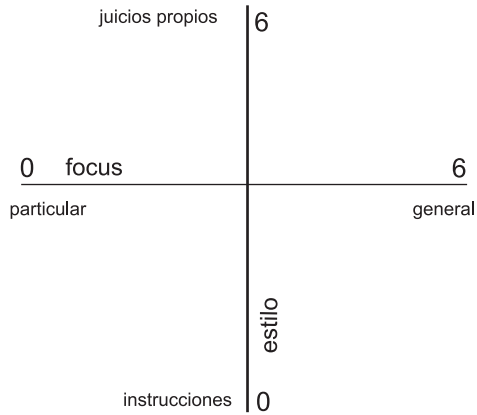 juicios propios
6
0 focus
6
particular
general
estilo
instrucciones
0